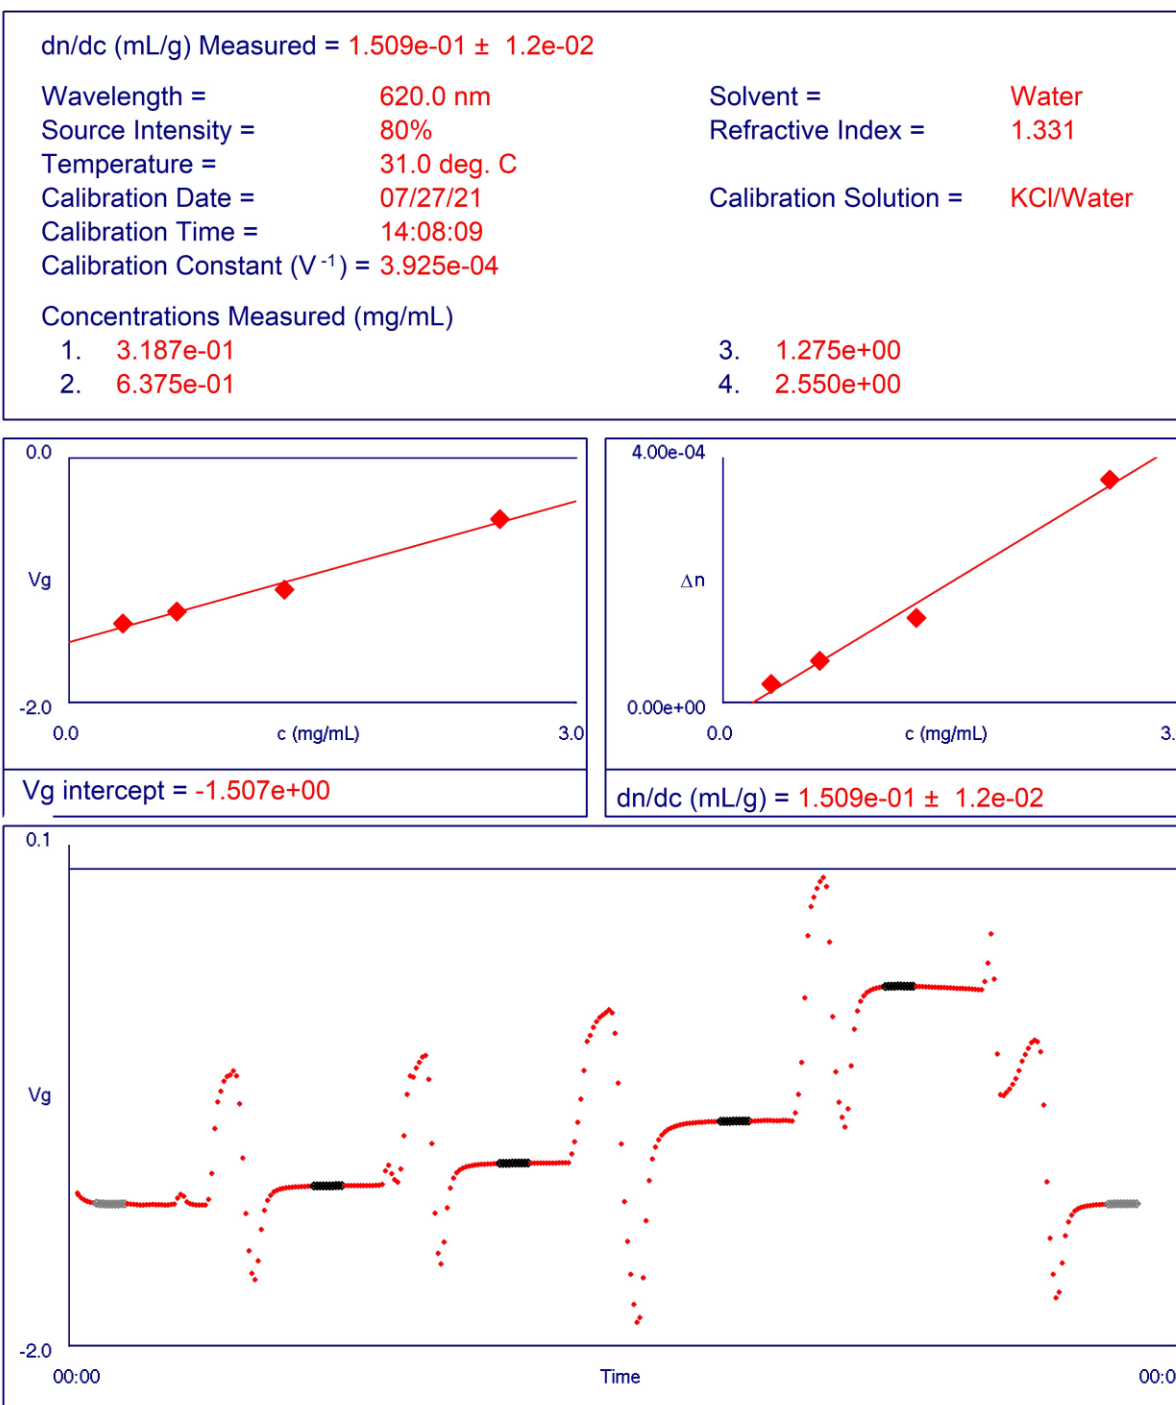 dn/dc (mL/g) Measured = 1.509e-01 ± 1.2e-02
Wavelength = 620.0 nm Solvent = Water
Source Intensity = 80% Refractive Index = 1.331
Temperature = 31.0 deg. C
Calibration Date = 07/27/21 Calibration Solution = KCl/Water
Calibration Time = 14:08:09
Calibration Constant (V⁻¹) = 3.925e-04
Concentrations Measured (mg/mL)
1. 3.187e-01 3. 1.275e+00
2. 6.375e-01 4. 2.550e+00
0.0
Vg
-2.0
0.0 c (mg/mL) 3.0
Vg intercept = -1.507e+00
4.00e-04
Δn
0.00e+00
0.0 c (mg/mL) 3.
dn/dc (mL/g) = 1.509e-01 ± 1.2e-02
0.1
Vg
-2.0
00:00 Time 00:0